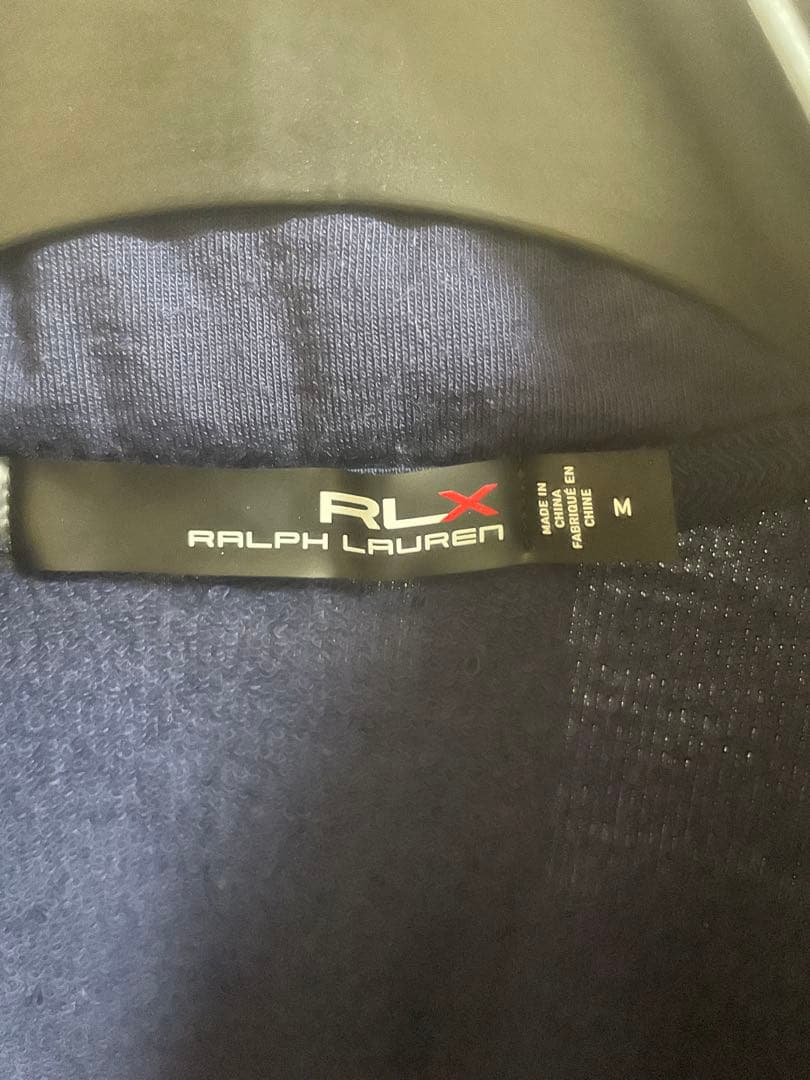 RLX
RALPH LAUREN
MADE IN
CHINA
FABRIQUÉ EN
CHINE
M